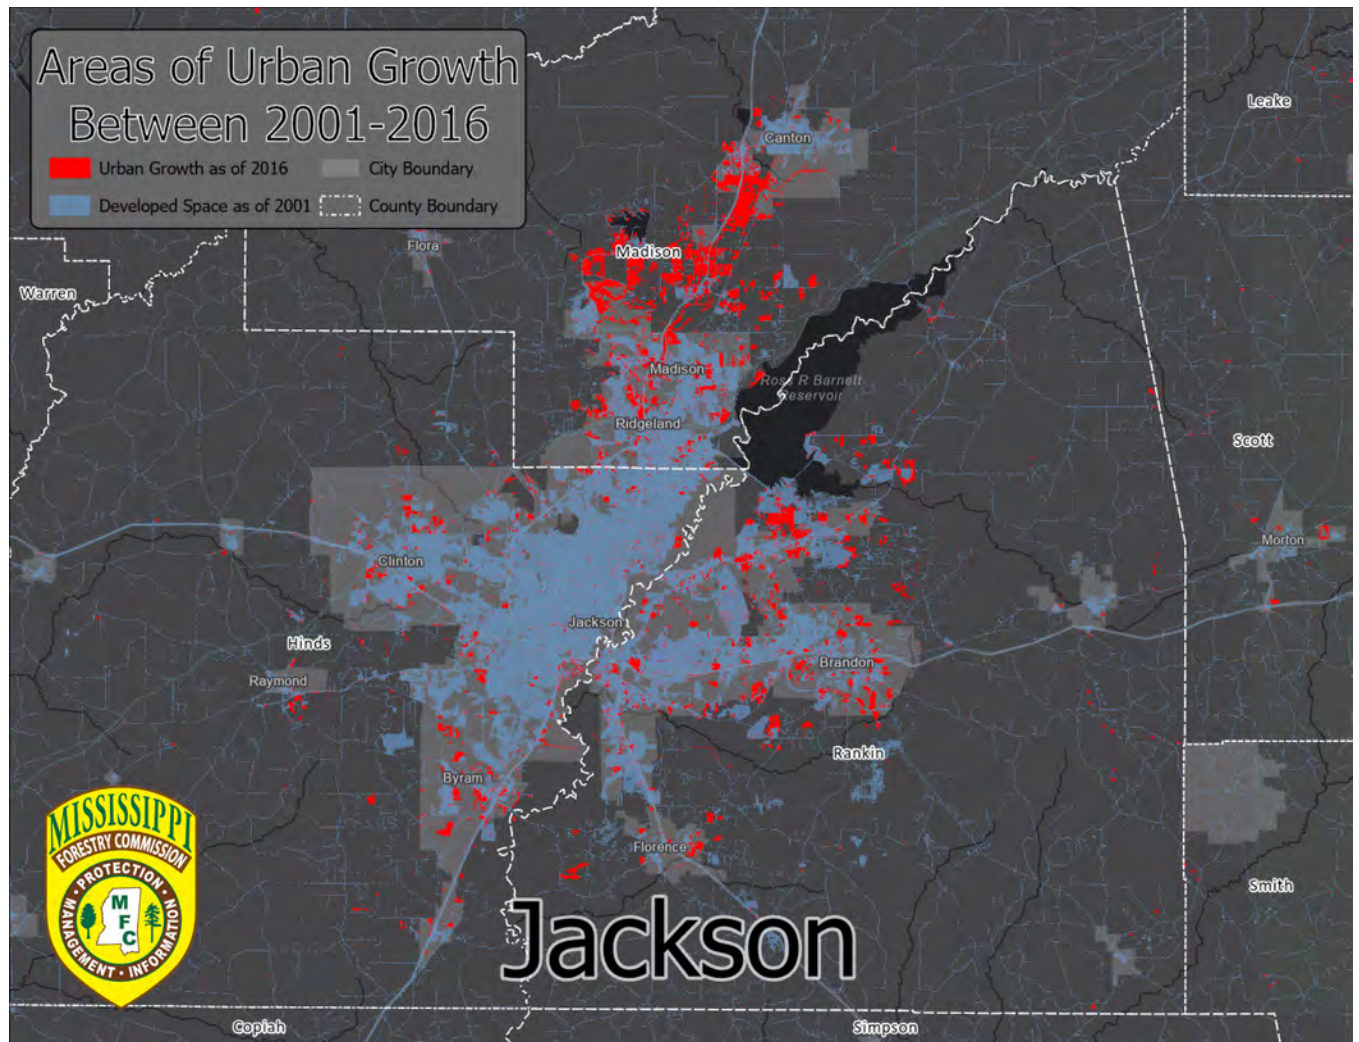 Areas of Urban Growth
Between 2001-2016
Urban Growth as of 2016
City Boundary
Developed Space as of 2001
County Boundary
Leake
Canton
Flora
Madison
Warren
Madison
Ross R Barnett
Reservoir
Ridgeland
Scott
Morton
Clinton
Jackson
Hinds
Brandon
Raymond
Rankin
Byram
Florence
Smith
MISSISSIPPI
FORESTRY COMMISSION
MANAGEMENT • PROTECTION • INFORMATION
M
F
C
Jackson
Copiah
Simpson